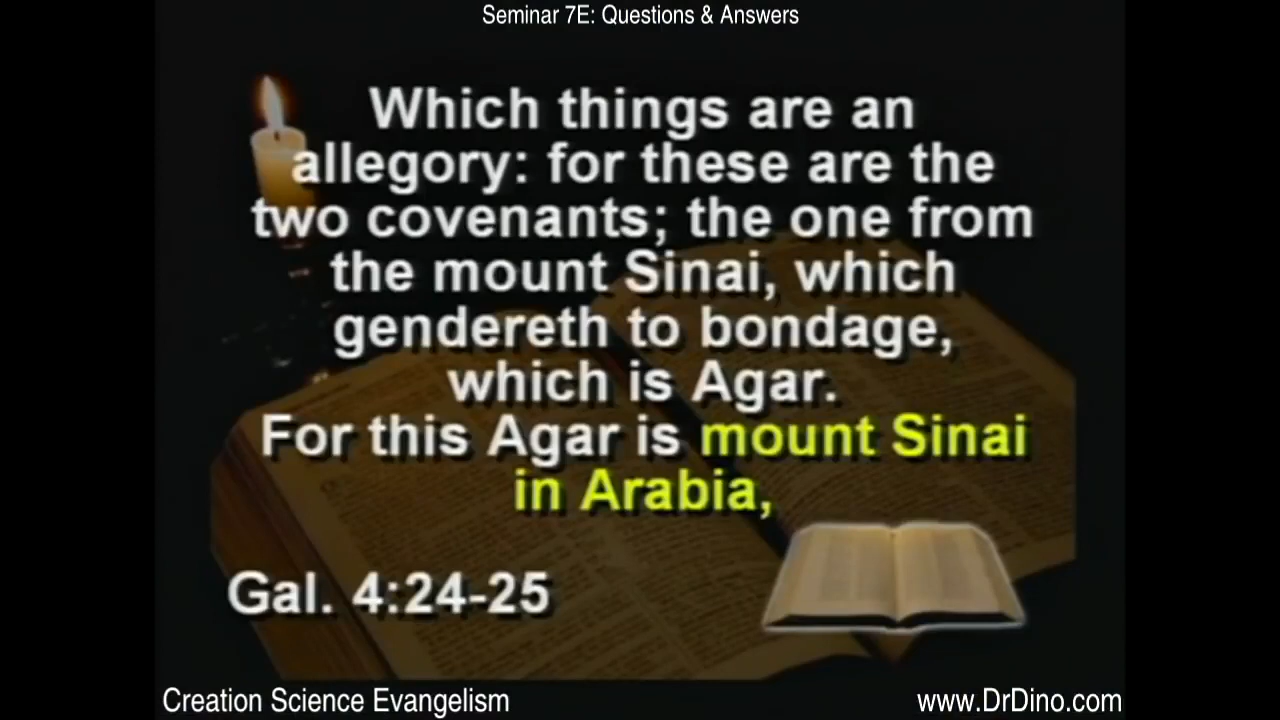 Seminar 7E: Questions & Answers
Which things are an
allegory: for these are the
two covenants; the one from
the mount Sinai, which
gendereth to bondage,
which is Agar.
For this Agar is mount Sinai
in Arabia,
Gal. 4:24-25
Creation Science Evangelism
www.DrDino.com